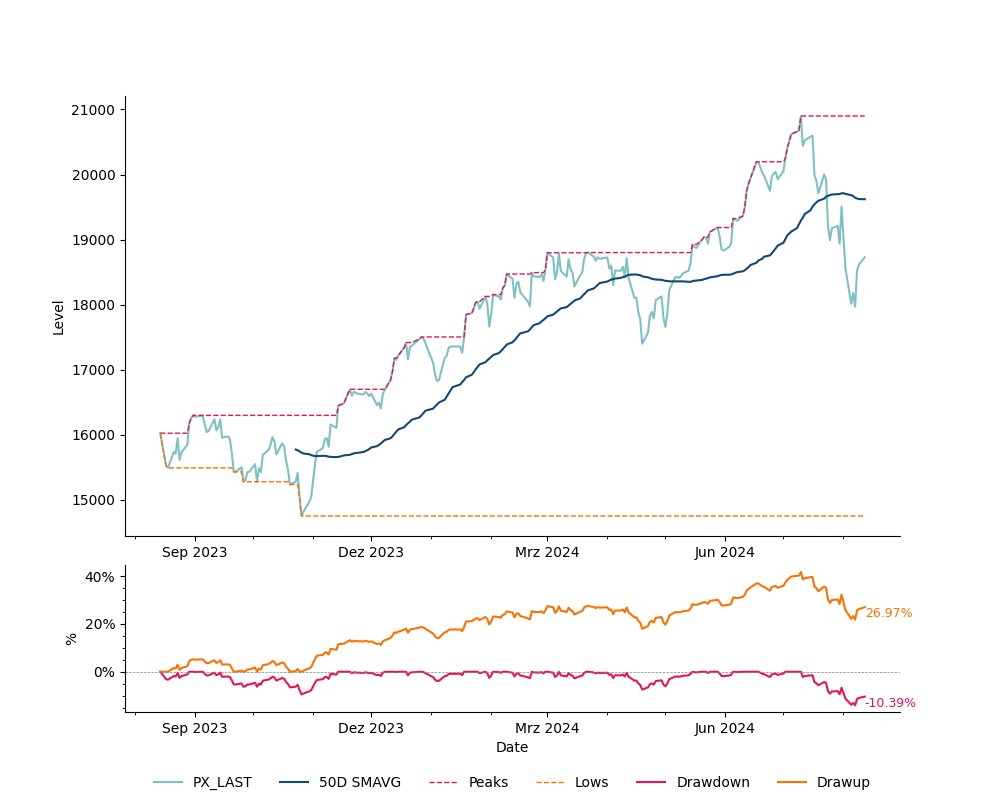 21000
20000
19000
18000
17000
16000
15000
Level
Sep 2023 Dez 2023 Mrz 2024 Jun 2024
40%
20%
0%
%
26.97%
-10.39%
Sep 2023 Dez 2023 Mrz 2024 Jun 2024
Date
PX_LAST 50D SMAVG Peaks Lows Drawdown Drawup